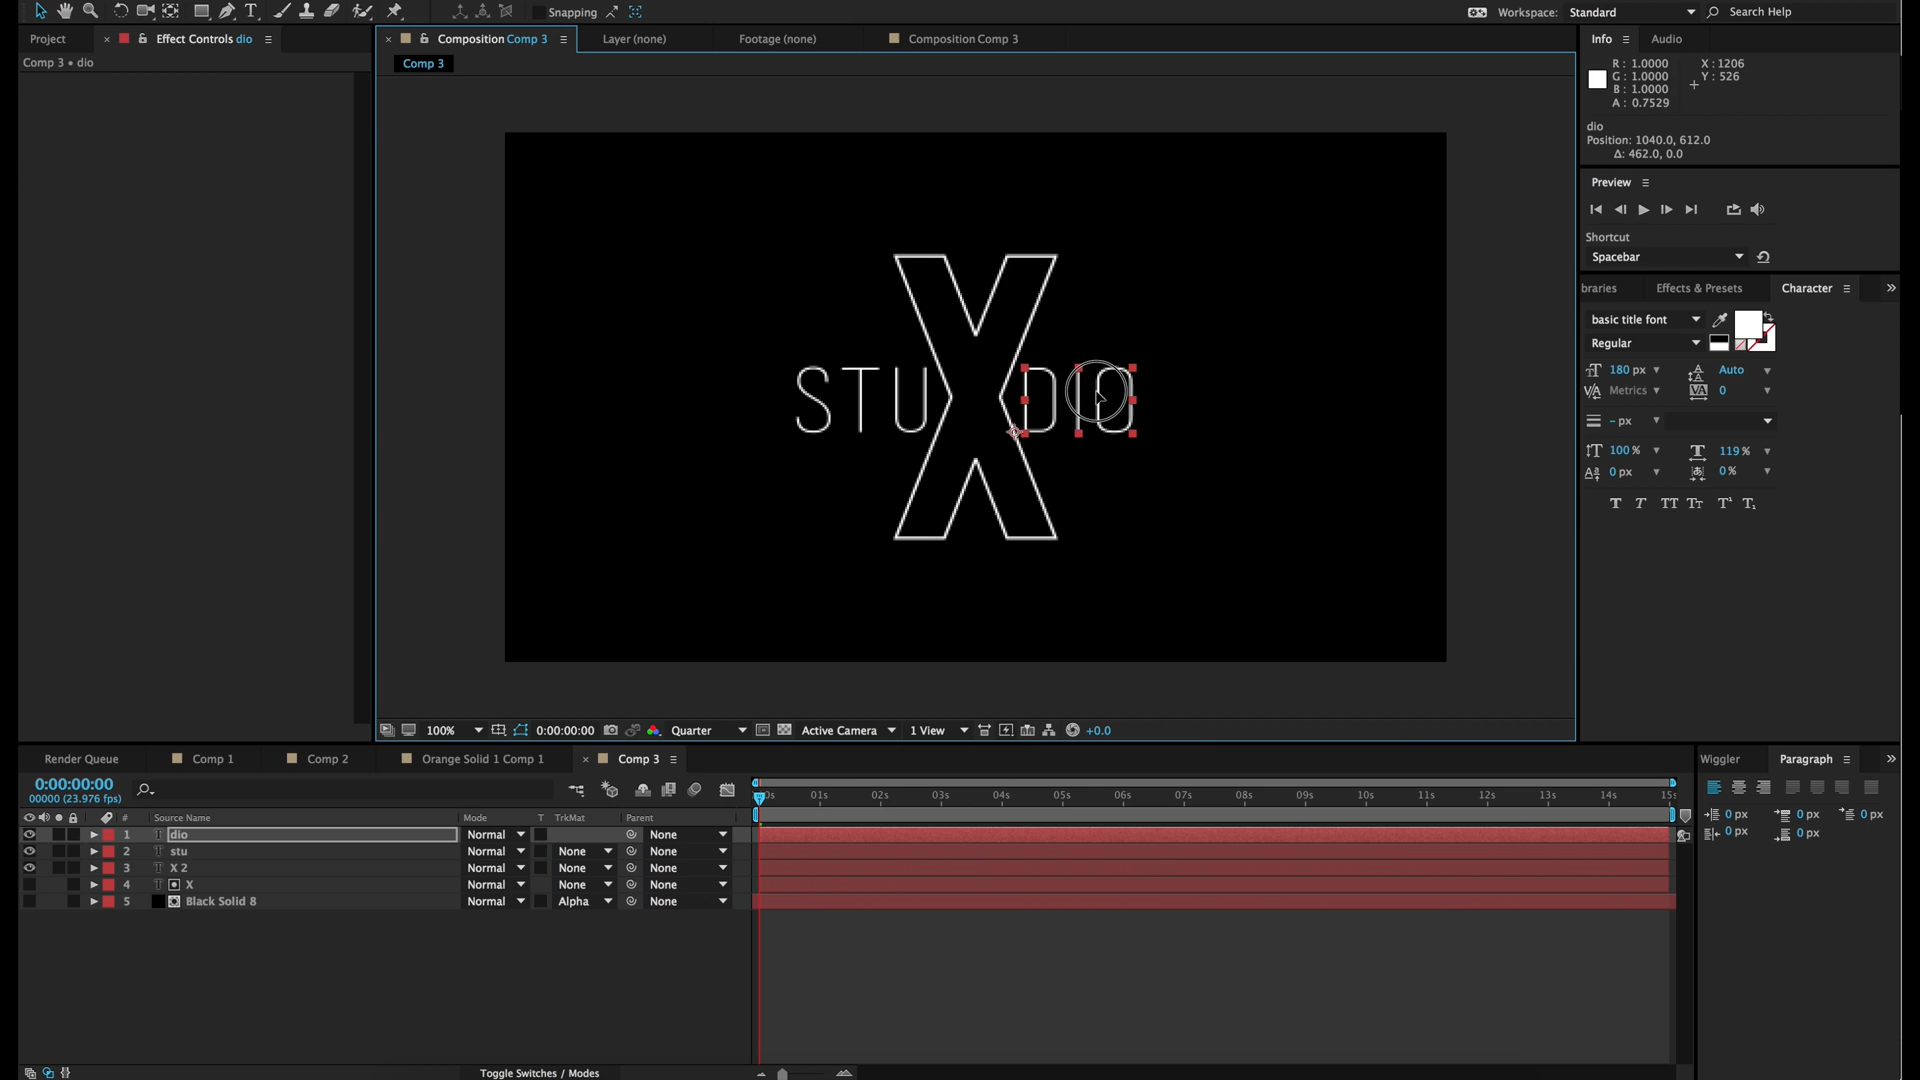 Snapping
Workspace: Standard
Search Help
Project
Effect Controls dio
Composition Comp 3
Layer (none)
Footage (none)
Composition Comp 3
Info
Audio
Comp 3 • dio
Comp 3
R : 1.0000
G : 1.0000
B : 1.0000
A : 0.7529
X : 1206
Y : 526
dio
Position: 1040.0, 612.0
Δ: 462.0, 0.0
Preview
Shortcut
Spacebar
braries
Effects & Presets
Character
basic title font
Regular
180 px
Auto
Metrics
0
- px
100 %
119 %
0 px
0 %
STU
X
DIO
100%
0:00:00:00
Quarter
Active Camera
1 View
+0.0
Render Queue
Comp 1
Comp 2
Orange Solid 1 Comp 1
Comp 3
Wiggler
Paragraph
0:00:00:00
00000 (23.976 fps)
0s 01s 02s 03s 04s 05s 06s 07s 08s 09s 10s 11s 12s 13s 14s 15s
# Source Name Mode T TrkMat Parent
1 dio Normal None
2 stu Normal None None
3 X 2 Normal None None
4 X Normal None None
5 Black Solid 8 Normal Alpha None
0 px 0 px 0 px
0 px 0 px
Toggle Switches / Modes